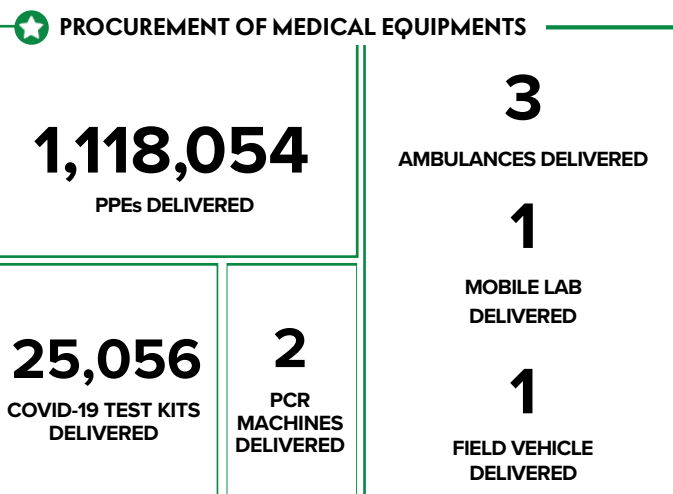 PROCUREMENT OF MEDICAL EQUIPMENTS
1,118,054
PPEs DELIVERED
25,056
COVID-19 TEST KITS
DELIVERED
2
PCR
MACHINES
DELIVERED
3
AMBULANCES DELIVERED
1
MOBILE LAB
DELIVERED
1
FIELD VEHICLE
DELIVERED